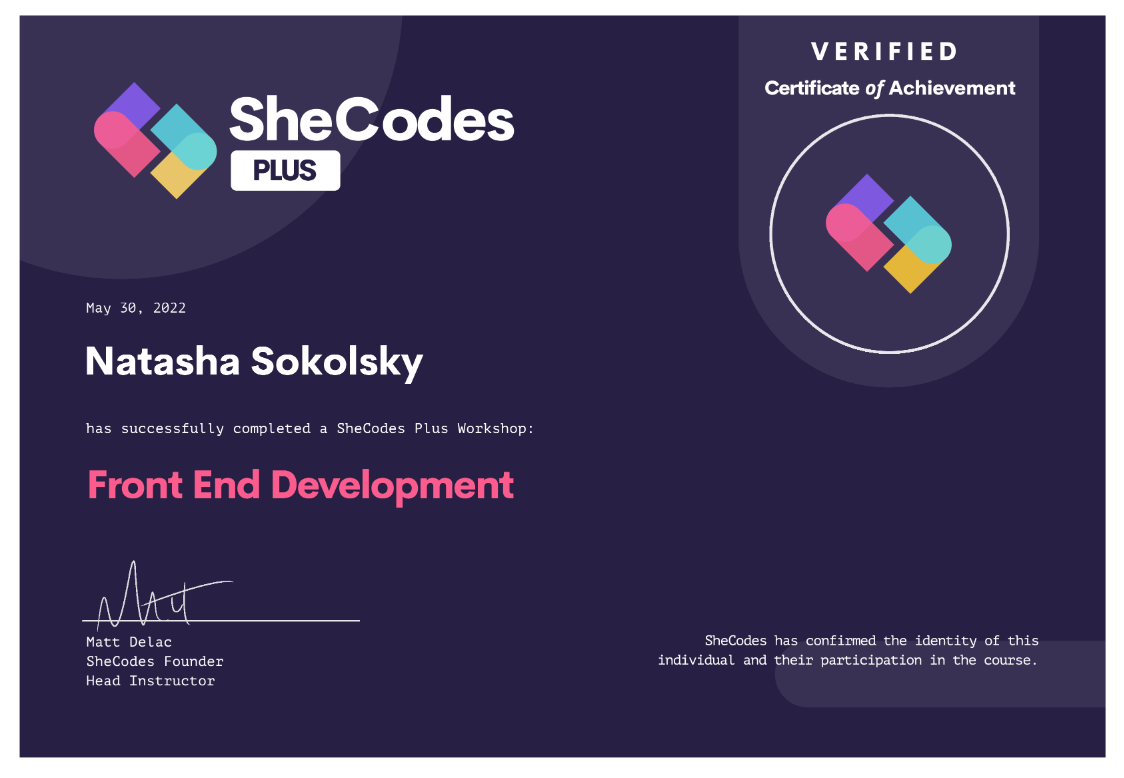 SheCodes
PLUS
VERIFIED
Certificate of Achievement
May 30, 2022
Natasha Sokolsky
has successfully completed a SheCodes Plus Workshop:
Front End Development
Matt
Matt Delac
SheCodes Founder
Head Instructor
SheCodes has confirmed the identity of this
individual and their participation in the course.